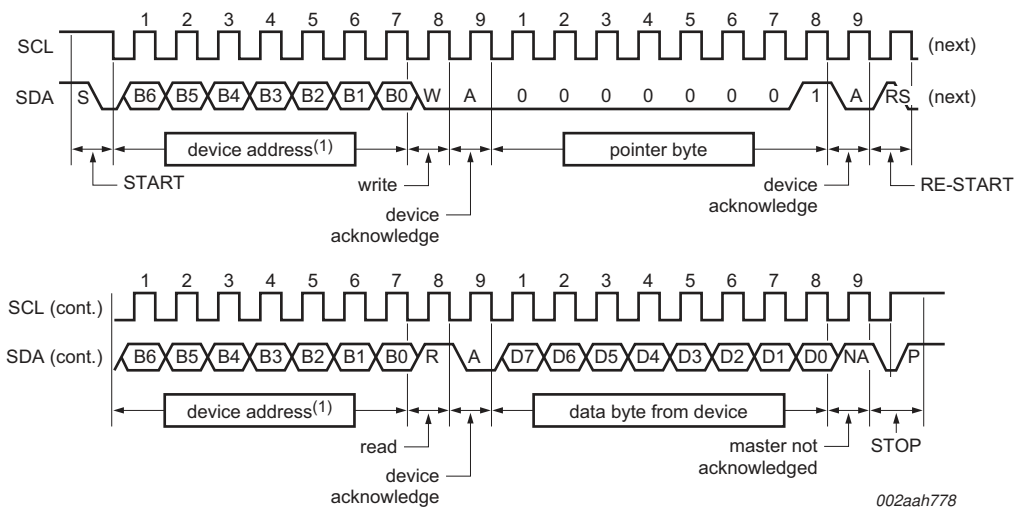 1 2 3 4 5 6 7 8 9 1 2 3 4 5 6 7 8 9
SCL (next)
SDA S B6 B5 B4 B3 B2 B1 B0 W A 0 0 0 0 0 0 0 1 A RS (next)
device address(1) pointer byte
START write device acknowledge device acknowledge RE-START
1 2 3 4 5 6 7 8 9 1 2 3 4 5 6 7 8 9
SCL (cont.)
SDA (cont.) B6 B5 B4 B3 B2 B1 B0 R A D7 D6 D5 D4 D3 D2 D1 D0 NA P
device address(1) data byte from device
read device acknowledge master not acknowledged STOP
002aah778